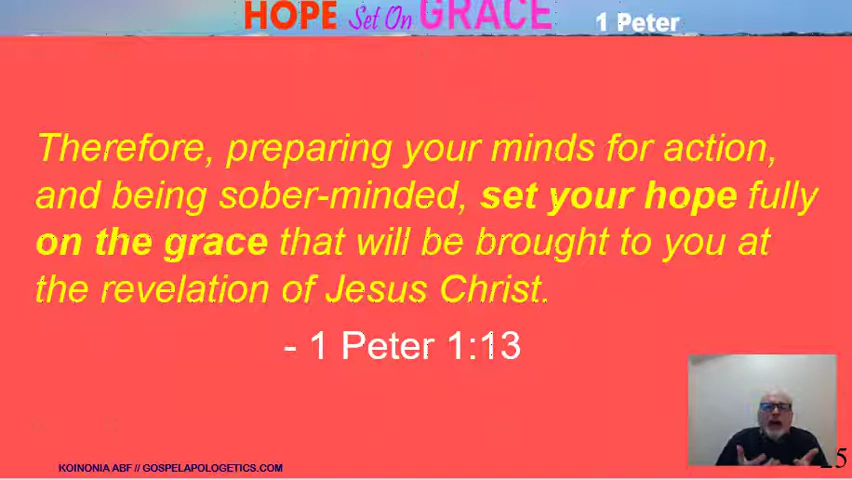 HOPE Set On GRACE
1 Peter
Therefore, preparing your minds for action,
and being sober-minded, set your hope fully
on the grace that will be brought to you at
the revelation of Jesus Christ.
- 1 Peter 1:13
KOINONIA ABF // GOSPELAPOLOGETICS.COM